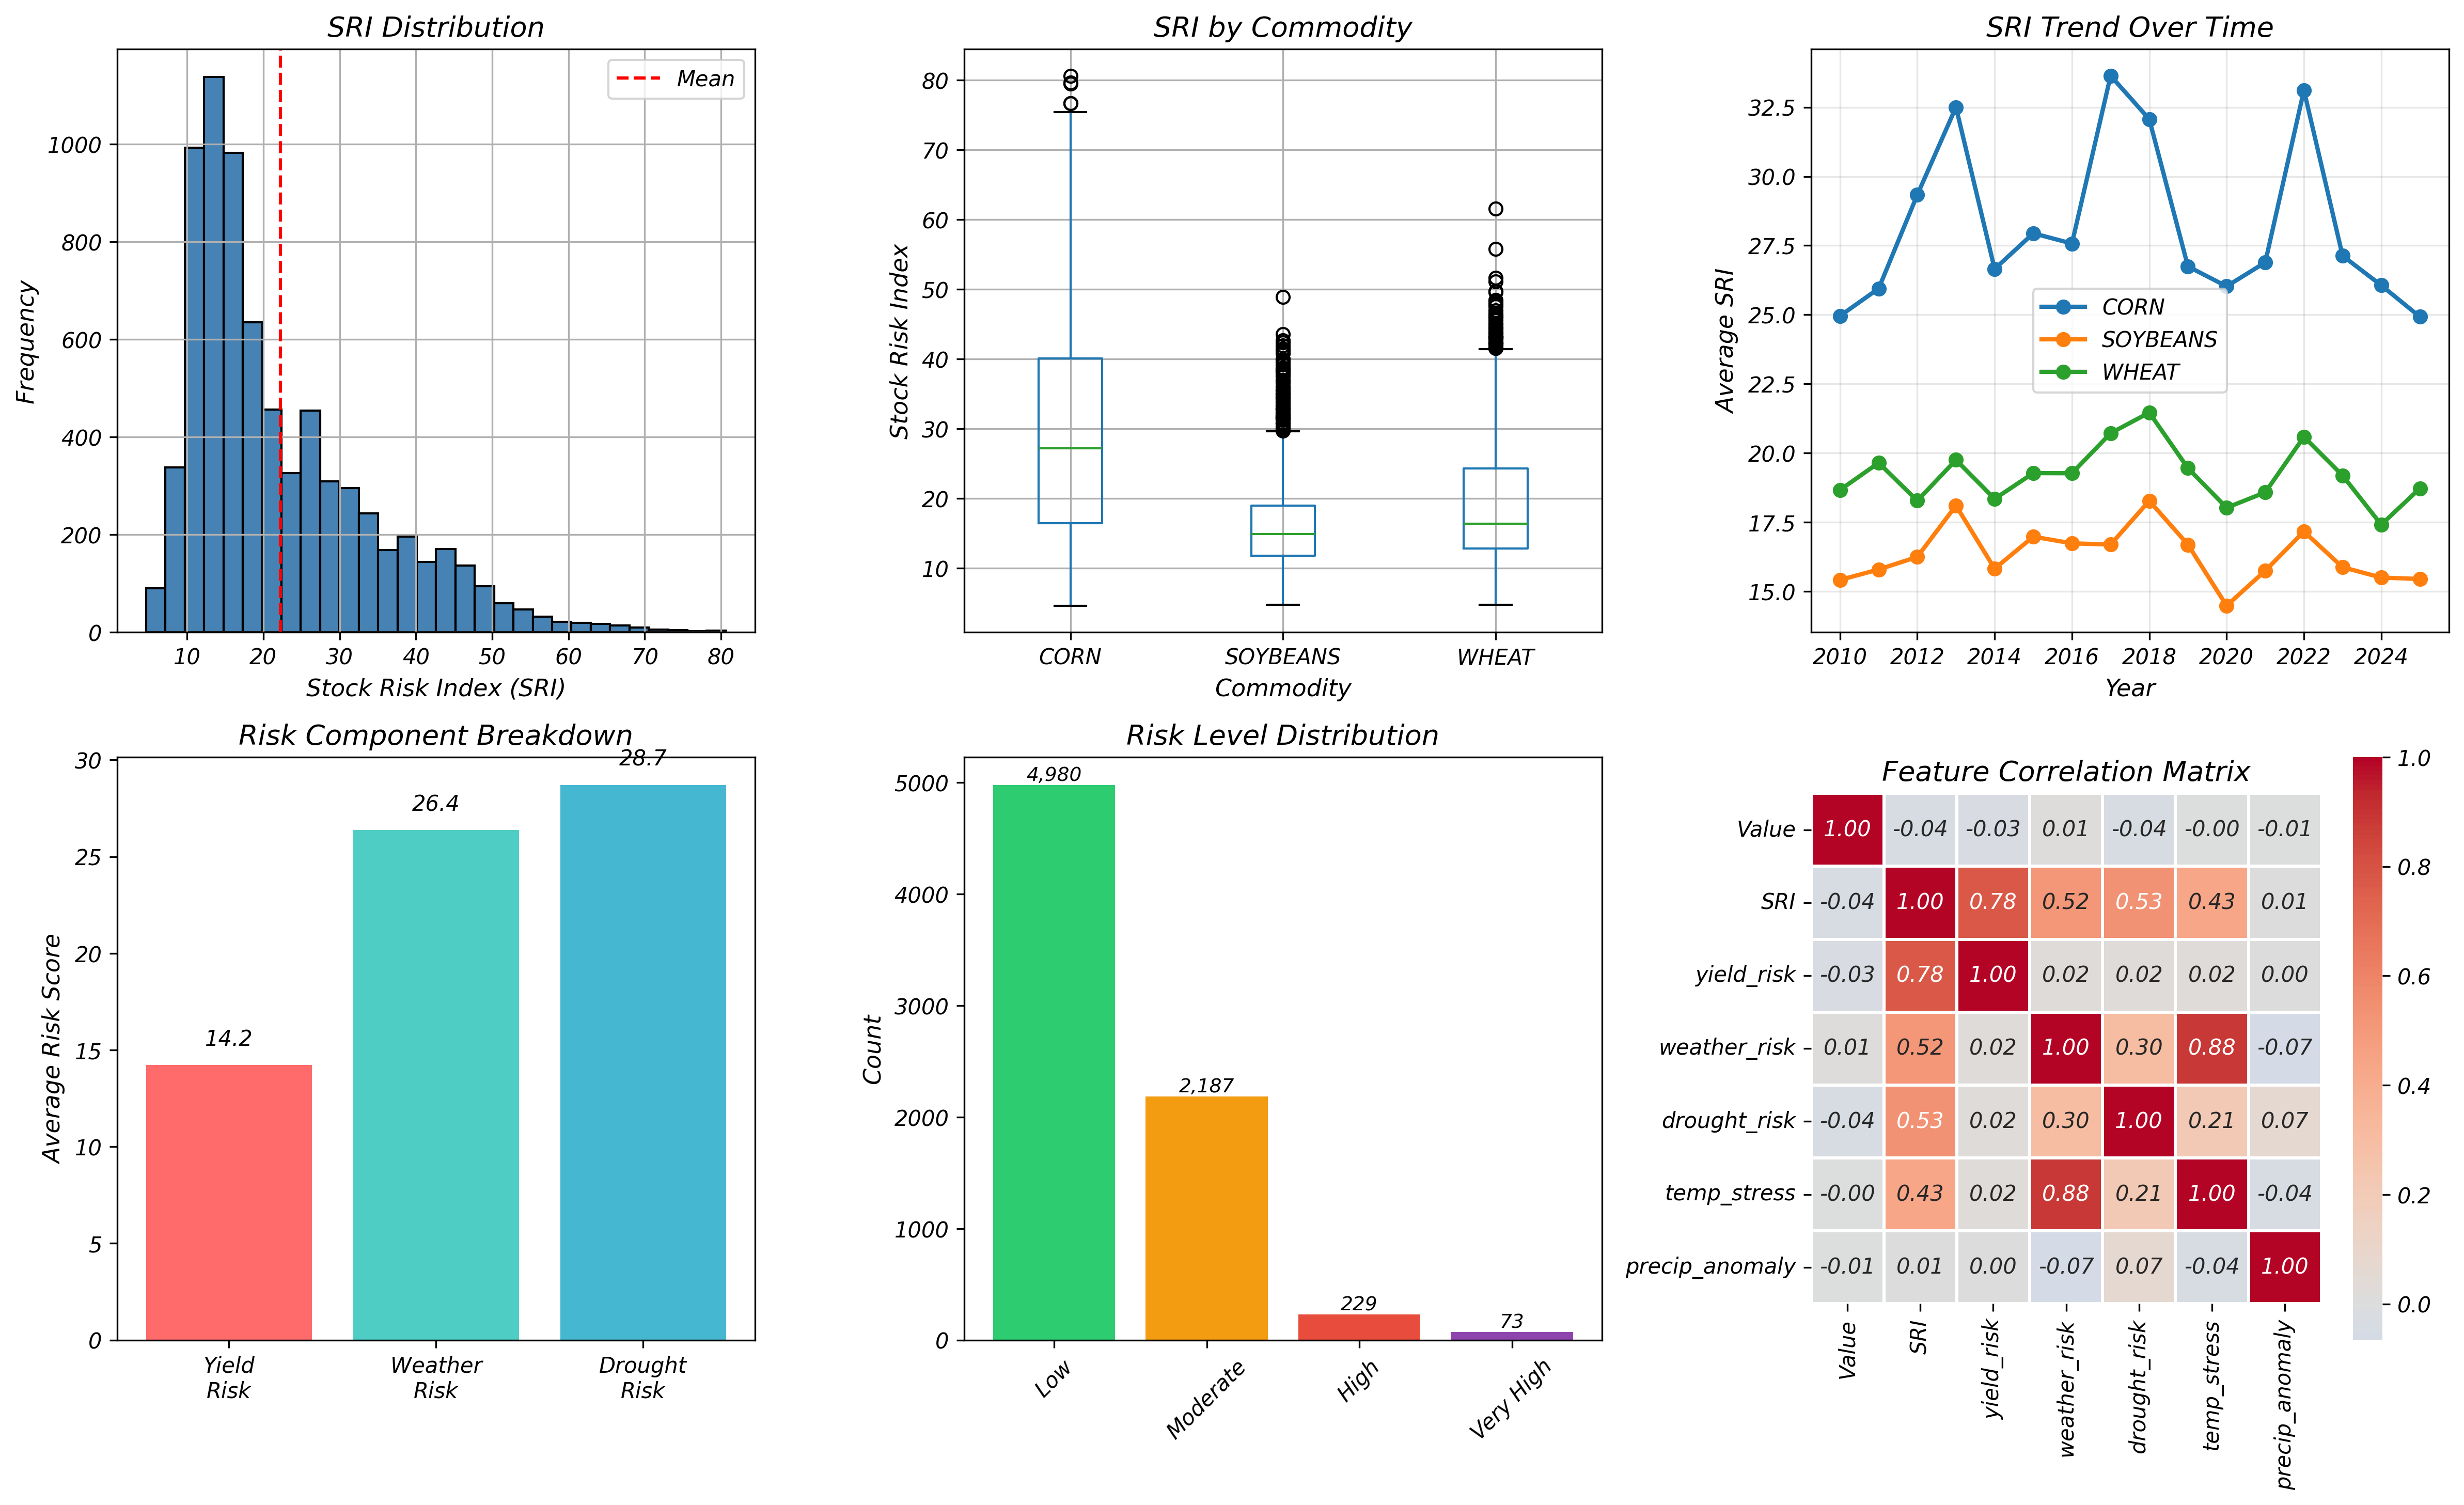 SRI Distribution
Mean
Frequency
1000
800
600
400
200
0
10 20 30 40 50 60 70 80
Stock Risk Index (SRI)
SRI by Commodity
Stock Risk Index
80
70
60
50
40
30
20
10
CORN SOYBEANS WHEAT
Commodity
SRI Trend Over Time
Average SRI
32.5
30.0
27.5
25.0
22.5
20.0
17.5
15.0
CORN
SOYBEANS
WHEAT
2010 2012 2014 2016 2018 2020 2022 2024
Year
Risk Component Breakdown
Average Risk Score
30
25
20
15
10
5
0
14.2
26.4
28.7
Yield
Risk
Weather
Risk
Drought
Risk
Risk Level Distribution
Count
5000
4000
3000
2000
1000
0
4,980
2,187
229
73
Low
Moderate
High
Very High
Feature Correlation Matrix
Value 1.00 -0.04 -0.03 0.01 -0.04 -0.00 -0.01
SRI -0.04 1.00 0.78 0.52 0.53 0.43 0.01
yield_risk -0.03 0.78 1.00 0.02 0.02 0.02 0.00
weather_risk 0.01 0.52 0.02 1.00 0.30 0.88 -0.07
drought_risk -0.04 0.53 0.02 0.30 1.00 0.21 0.07
temp_stress -0.00 0.43 0.02 0.88 0.21 1.00 -0.04
precip_anomaly -0.01 0.01 0.00 -0.07 0.07 -0.04 1.00
Value
SRI
yield_risk
weather_risk
drought_risk
temp_stress
precip_anomaly
1.0
0.8
0.6
0.4
0.2
0.0